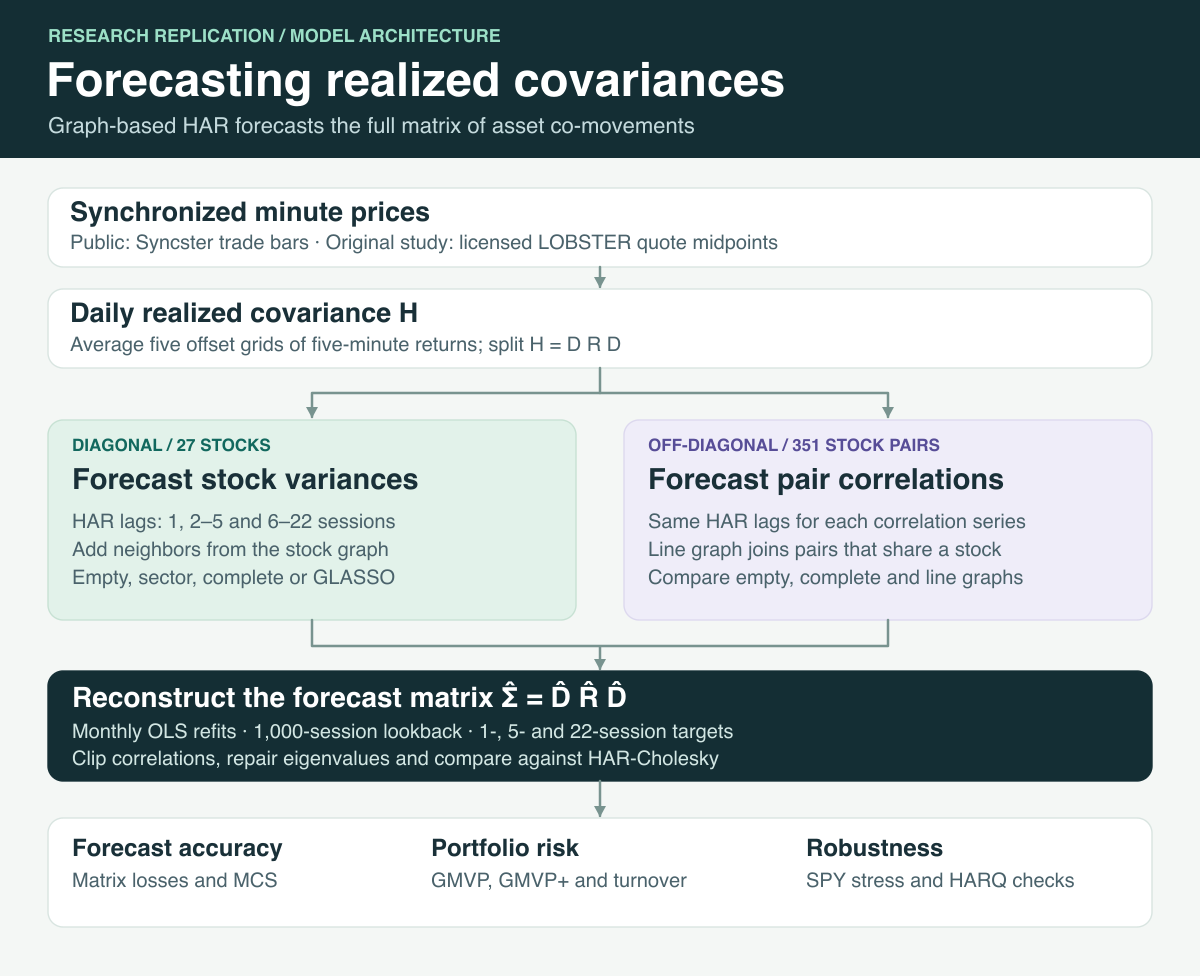 RESEARCH REPLICATION / MODEL ARCHITECTURE
Forecasting realized covariances
Graph-based HAR forecasts the full matrix of asset co-movements
Synchronized minute prices
Public: Syncster trade bars · Original study: licensed LOBSTER quote midpoints
Daily realized covariance H
Average five offset grids of five-minute returns; split H = D R D
DIAGONAL / 27 STOCKS
Forecast stock variances
HAR lags: 1, 2–5 and 6–22 sessions
Add neighbors from the stock graph
Empty, sector, complete or GLASSO
OFF-DIAGONAL / 351 STOCK PAIRS
Forecast pair correlations
Same HAR lags for each correlation series
Line graph joins pairs that share a stock
Compare empty, complete and line graphs
Reconstruct the forecast matrix Σ̂ = D̂ R̂ D̂
Monthly OLS refits · 1,000-session lookback · 1-, 5- and 22-session targets
Clip correlations, repair eigenvalues and compare against HAR-Cholesky
Forecast accuracy
Matrix losses and MCS
Portfolio risk
GMVP, GMVP+ and turnover
Robustness
SPY stress and HARQ checks